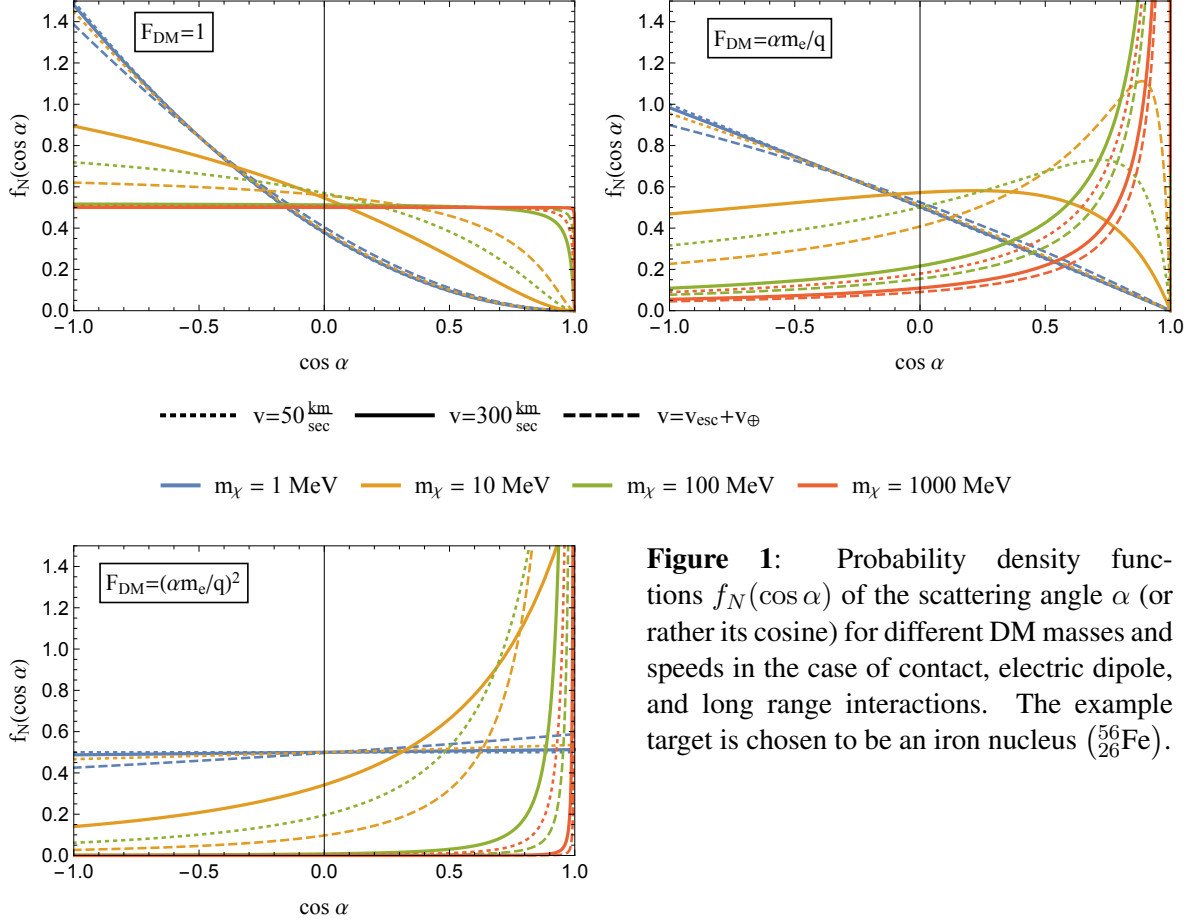 F_DM=1
f_N(cos α)
1.4
1.2
1.0
0.8
0.6
0.4
0.2
0.0
−1.0 −0.5 0.0 0.5 1.0
cos α
F_DM=αm_e/q
f_N(cos α)
1.4
1.2
1.0
0.8
0.6
0.4
0.2
0.0
−1.0 −0.5 0.0 0.5 1.0
cos α
v=50 km/sec v=300 km/sec v=v_esc+v_⊕
m_χ = 1 MeV m_χ = 10 MeV m_χ = 100 MeV m_χ = 1000 MeV
F_DM=(αm_e/q)^2
f_N(cos α)
1.4
1.2
1.0
0.8
0.6
0.4
0.2
0.0
−1.0 −0.5 0.0 0.5 1.0
cos α
Figure 1: Probability density func-
tions f_N(cos α) of the scattering angle α (or
rather its cosine) for different DM masses and
speeds in the case of contact, electric dipole,
and long range interactions. The example
target is chosen to be an iron nucleus (^56_26Fe).